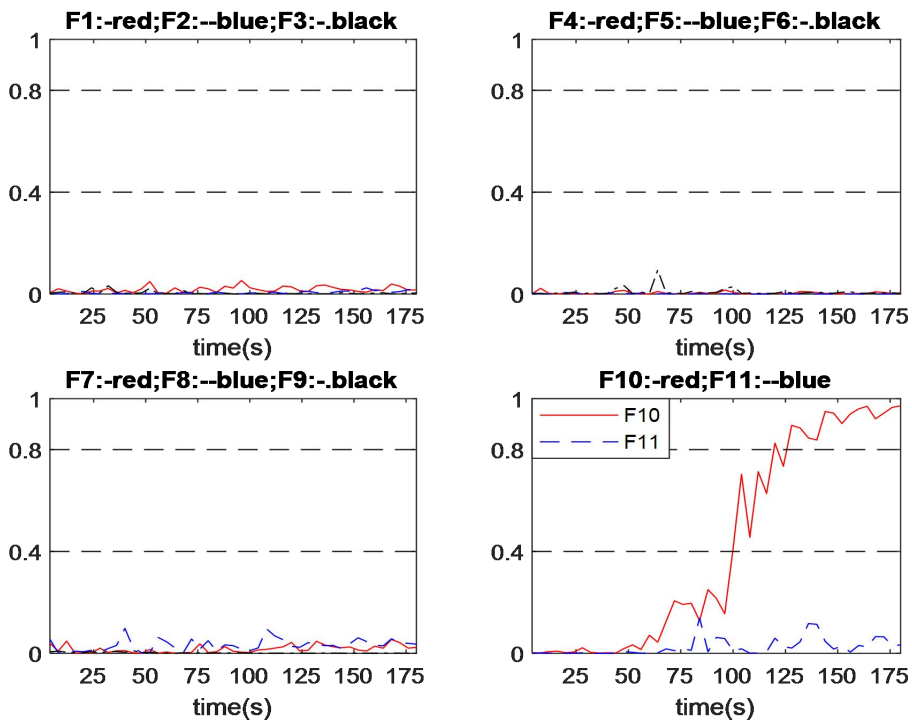 F1:-red;F2:--blue;F3:-.black
1
0.8
0.4
0
25 50 75 100 125 150 175
time(s)
F4:-red;F5:--blue;F6:-.black
1
0.8
0.4
0
25 50 75 100 125 150 175
time(s)
F7:-red;F8:--blue;F9:-.black
1
0.8
0.4
0
25 50 75 100 125 150 175
time(s)
F10:-red;F11:--blue
1
0.8
0.4
0
F10
F11
25 50 75 100 125 150 175
time(s)